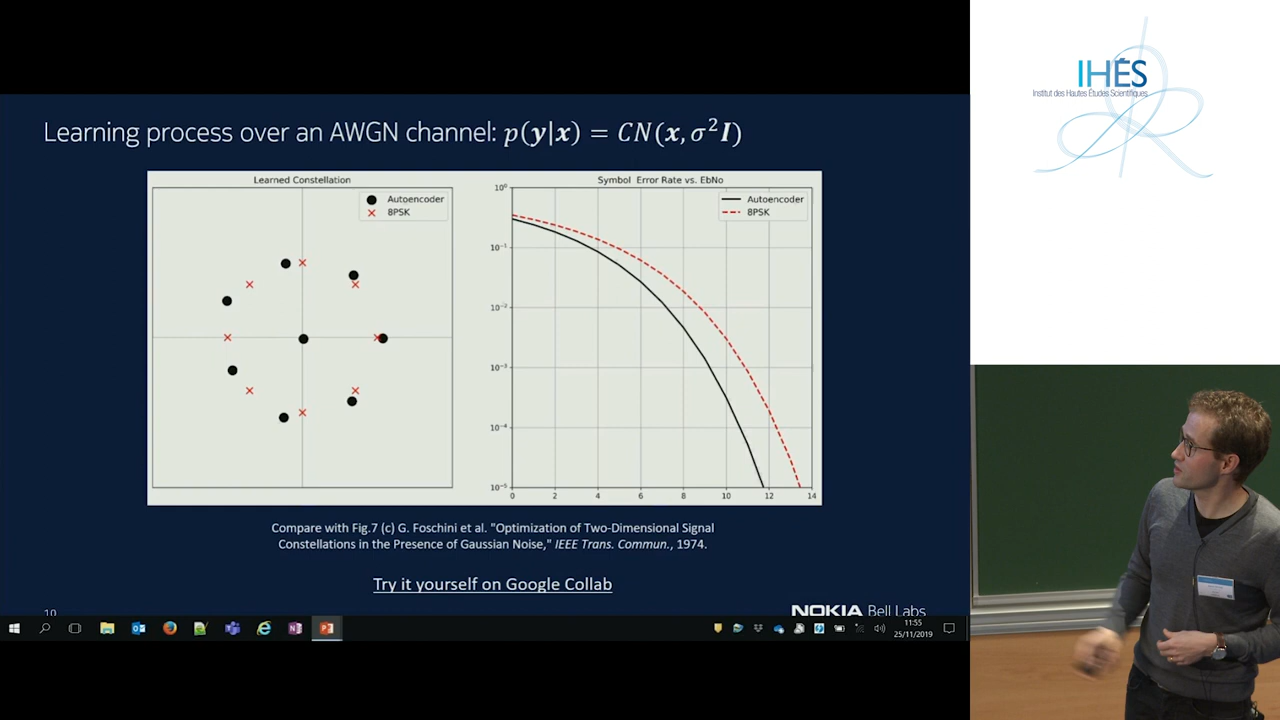 IHÉS
Institut des Hautes Études Scientifiques
Learning process over an AWGN channel: p(y|x) = CN(x, σ²I)
Learned Constellation
Autoencoder
8PSK
Symbol Error Rate vs. EbNo
Autoencoder
8PSK
10⁰
10⁻¹
10⁻²
10⁻³
10⁻⁴
10⁻⁵
0 2 4 6 8 10 12 14
Compare with Fig.7 (c) G. Foschini et al. "Optimization of Two-Dimensional Signal
Constellations in the Presence of Gaussian Noise," IEEE Trans. Commun., 1974.
Try it yourself on Google Collab
10
NOKIA Bell Labs
11:55
25/11/2019